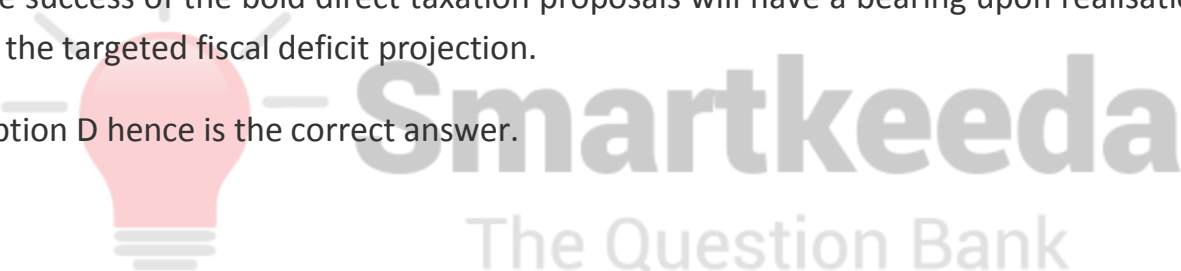 e success of the bold direct taxation proposals will have a bearing upon realisatio
the targeted fiscal deficit projection.
ption D hence is the correct answer.
Smartkeeda
The Question Bank